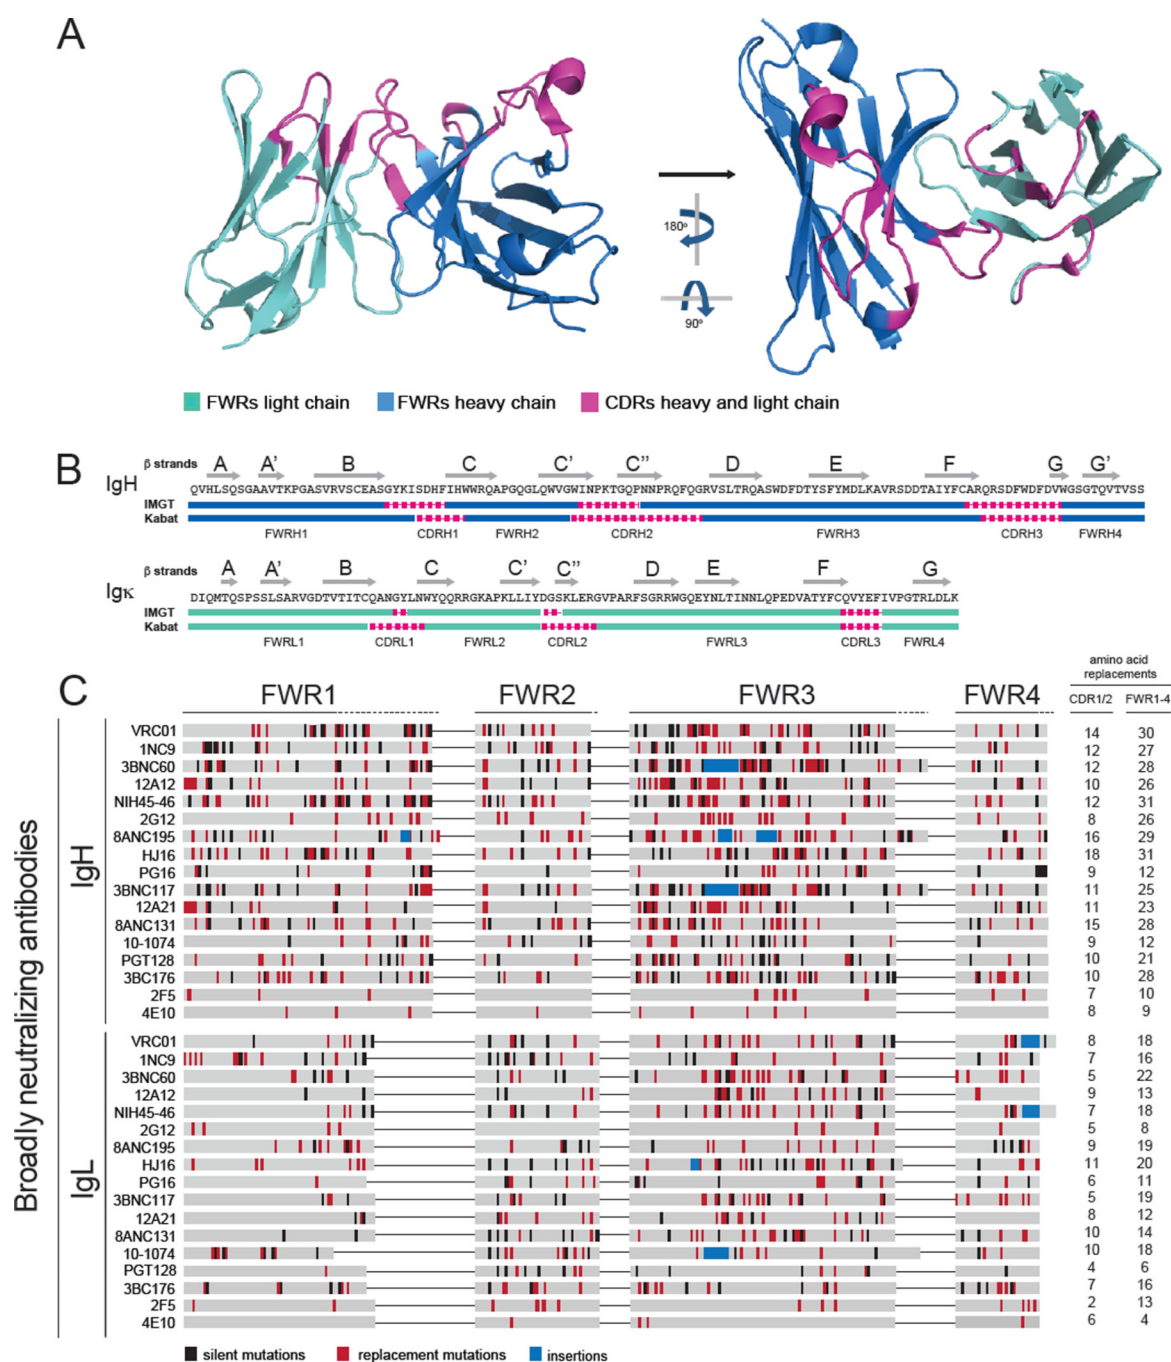 A
180°
90°
FWRs light chain
FWRs heavy chain
CDRs heavy and light chain
B
β strands
A A' B C C' C'' D E F G G'
IgH
QVHLSQSGAAVTKPGASVRVSCEASGYKISDHFIHWWRQAPGQGLQWVGWINPKTGQPNNPRQFQGRVSLTRQASWDFDTYSFYMDLKAVRSDDTAIYFCARQRSDFWDFDVWGSGTQVTVSS
IMGT
Kabat
FWRH1 CDRH1 FWRH2 CDRH2 FWRH3 CDRH3 FWRH4
β strands
A A' B C C' C'' D E F G
Igκ
DIQMTQSPSSLSARVGDTVTITCQANGYLNWYQQRRGKAPKLLIYDGSKLERGVPARFSGRRWGQEYNLTINNLQPEDVATYFCQVYEFIVPGTRLDLK
IMGT
Kabat
FWRL1 CDRL1 FWRL2 CDRL2 FWRL3 CDRL3 FWRL4
C
FWR1 FWR2 FWR3 FWR4
amino acid
replacements
CDR1/2 FWR1-4
Broadly neutralizing antibodies
IgH
VRC01 14 30
1NC9 12 27
3BNC60 12 28
12A12 10 26
NIH45-46 12 31
2G12 8 26
8ANC195 16 29
HJ16 18 31
PG16 9 12
3BNC117 11 25
12A21 11 23
8ANC131 15 28
10-1074 9 12
PGT128 10 21
3BC176 10 28
2F5 7 10
4E10 8 9
IgL
VRC01 8 18
1NC9 7 16
3BNC60 5 22
12A12 9 13
NIH45-46 7 18
2G12 5 8
8ANC195 9 19
HJ16 11 20
PG16 6 11
3BNC117 5 19
12A21 8 12
8ANC131 10 14
10-1074 10 18
PGT128 4 6
3BC176 7 16
2F5 2 13
4E10 6 4
silent mutations
replacement mutations
insertions